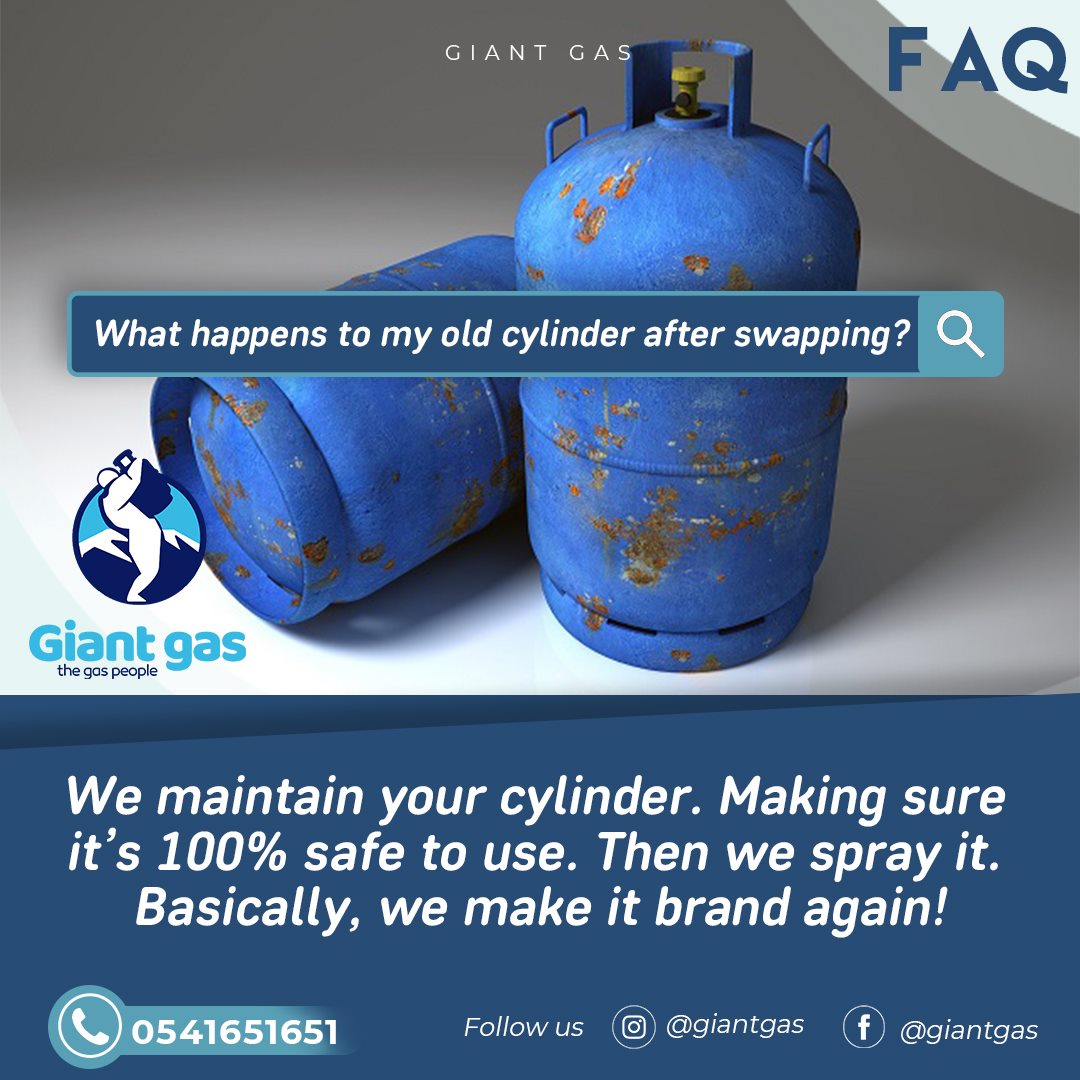 GIANT GAS
FAQ
What happens to my old cylinder after swapping?
Giant gas
the gas people
We maintain your cylinder. Making sure
it's 100% safe to use. Then we spray it.
Basically, we make it brand again!
0541651651
Follow us @giantgas @giantgas